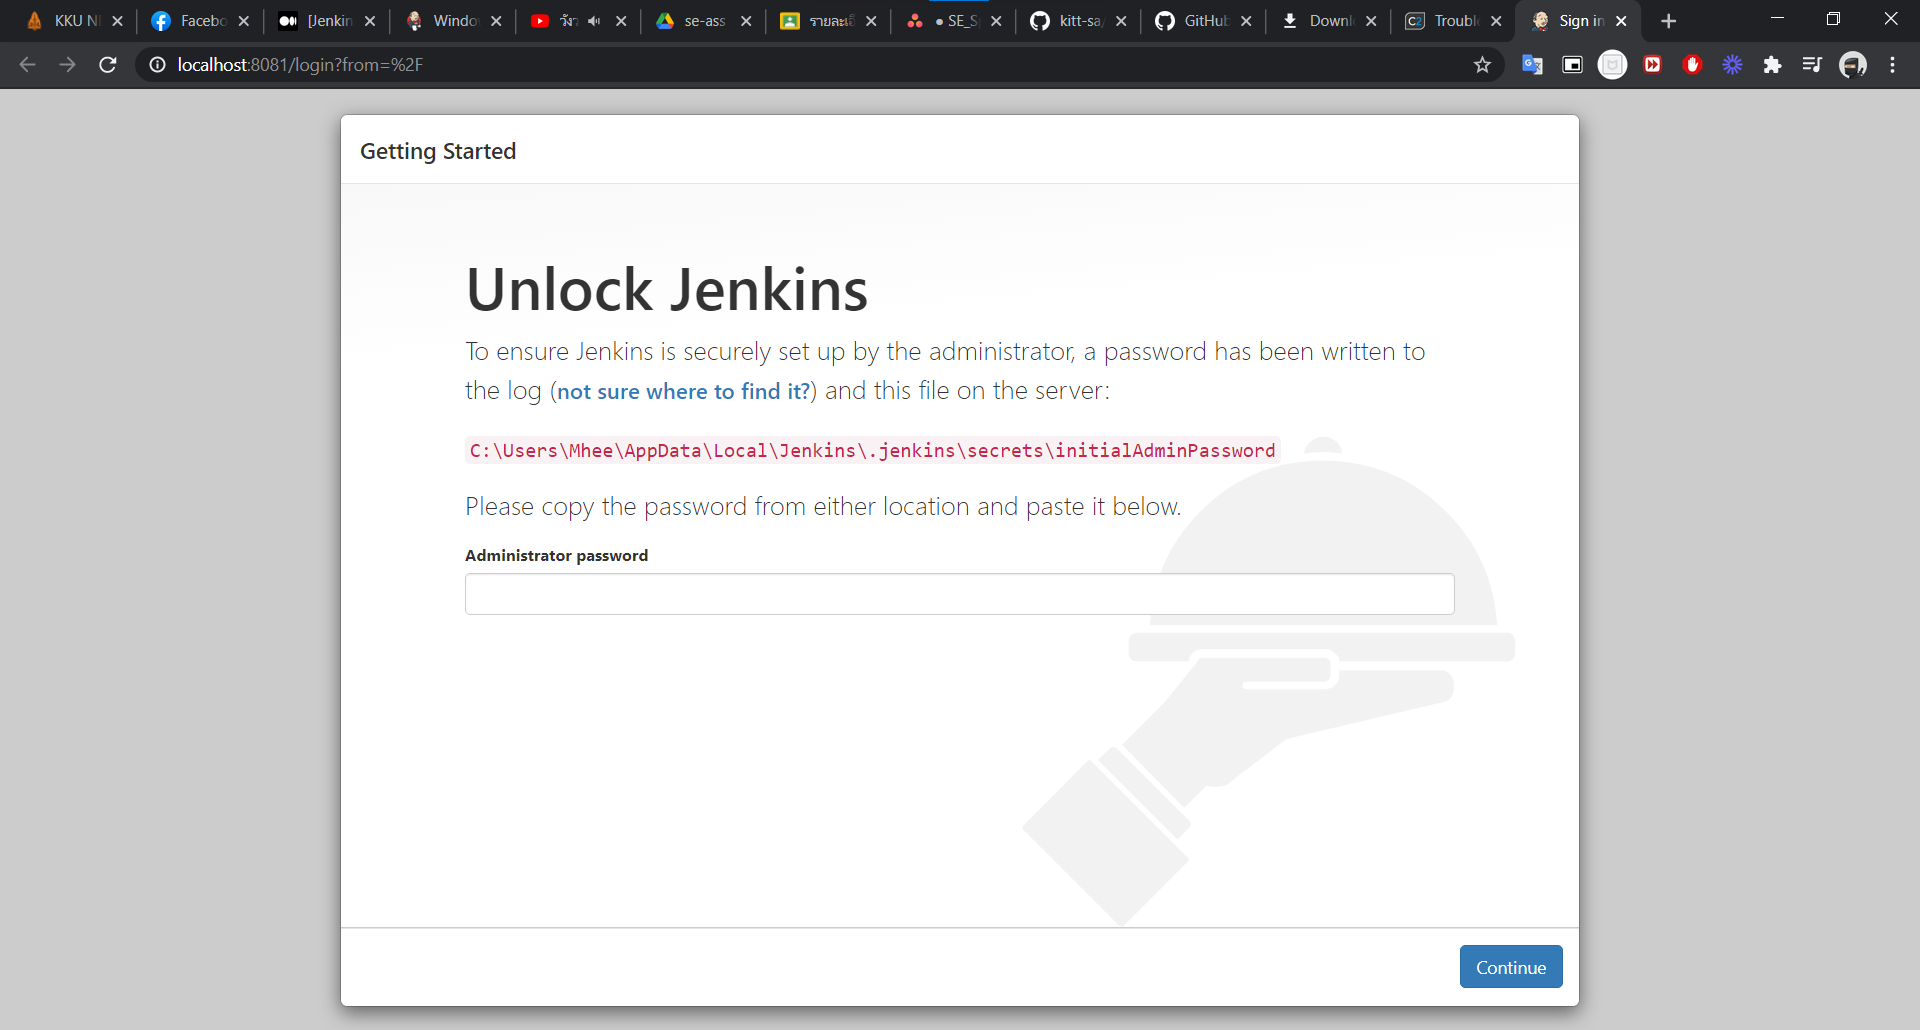 KKU N
Facebo
[Jenkin
Windo
วังว
se-ass
รายละเอี
● SE_S
kitt-sa/
GitHub
Downl
Troubl
Sign in
localhost:8081/login?from=%2F
Getting Started
Unlock Jenkins
To ensure Jenkins is securely set up by the administrator, a password has been written to
the log (not sure where to find it?) and this file on the server:
C:\Users\Mhee\AppData\Local\Jenkins\.jenkins\secrets\initialAdminPassword
Please copy the password from either location and paste it below.
Administrator password
Continue